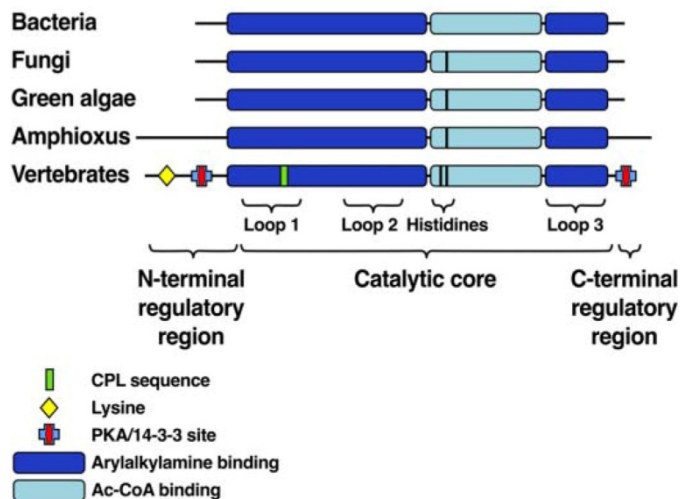 Bacteria
Fungi
Green algae
Amphioxus
Vertebrates
Loop 1 Loop 2 Histidines Loop 3
N-terminal Catalytic core C-terminal
regulatory regulatory
region region
CPL sequence
Lysine
PKA/14-3-3 site
Arylalkylamine binding
Ac-CoA binding